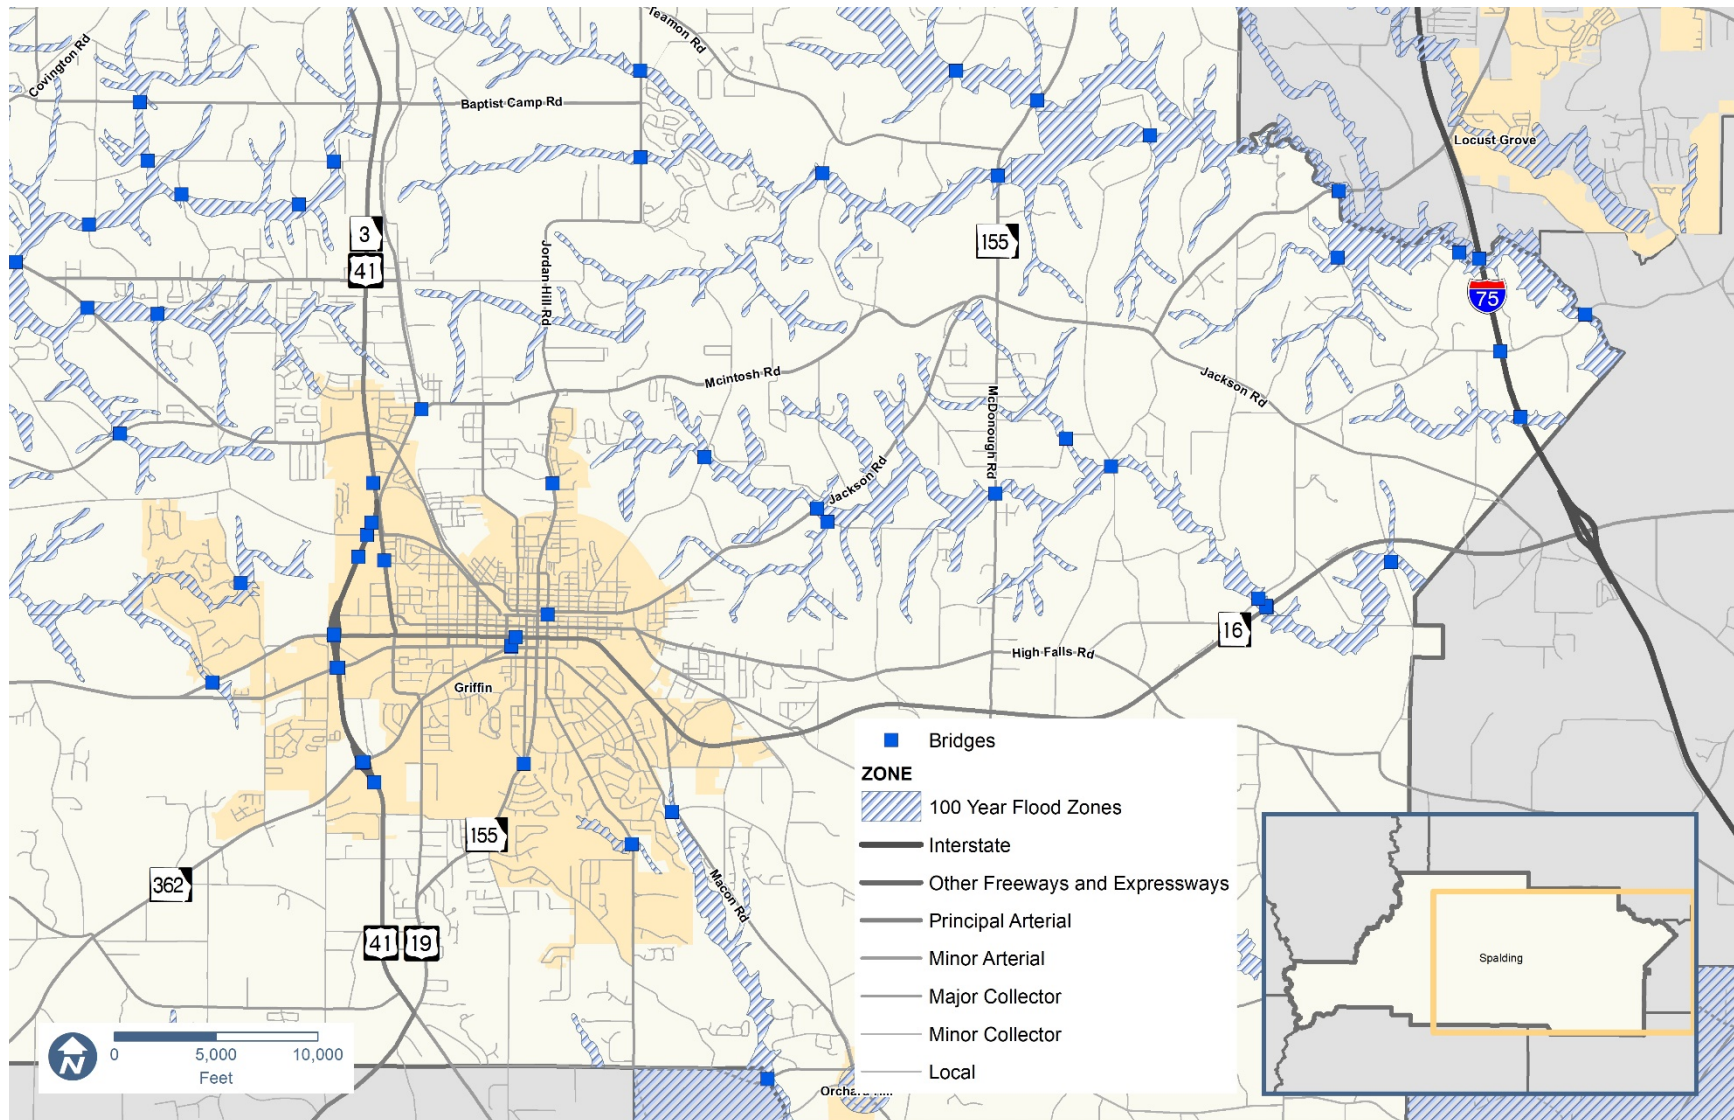 Teamon Rd
Covington Rd
Baptist Camp Rd
Locust Grove
3
41
155
Jordan Hill Rd
75
Mcintosh Rd
Jackson Rd
McDonough Rd
Jackson Rd
16
High Falls Rd
Griffin
155
362
Macon Rd
41
19
Bridges
ZONE
100 Year Flood Zones
Interstate
Other Freeways and Expressways
Principal Arterial
Minor Arterial
Major Collector
Minor Collector
Local
Spalding
N
0 5,000 10,000
Feet